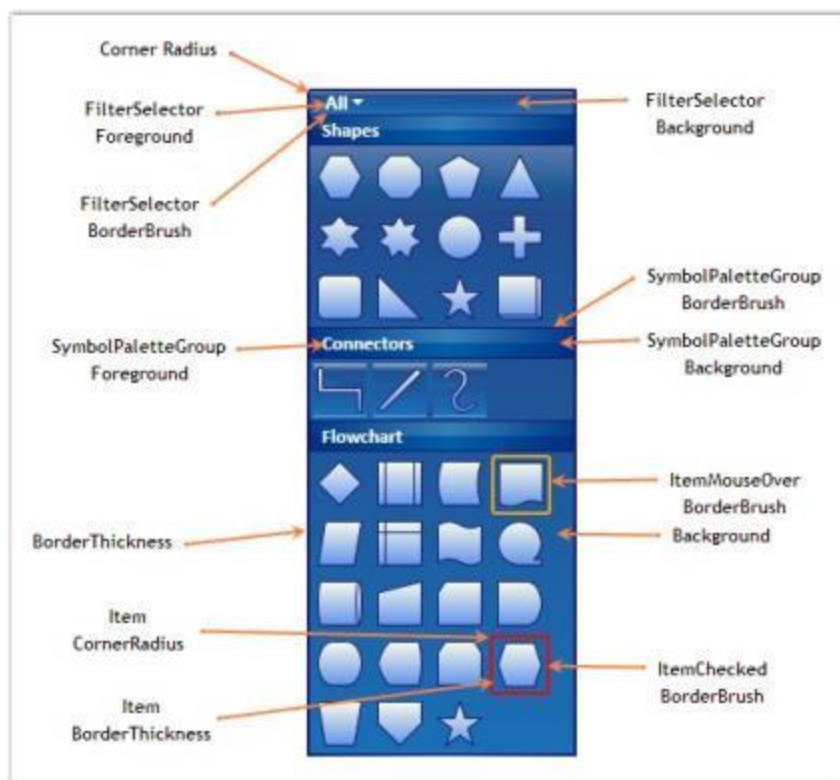 Corner Radius
All
FilterSelector
Foreground
FilterSelector
Background
Shapes
FilterSelector
BorderBrush
SymbolPaletteGroup
BorderBrush
SymbolPaletteGroup
Foreground
Connectors
SymbolPaletteGroup
Background
Flowchart
ItemMouseOver
BorderBrush
BorderThickness
Background
Item
CornerRadius
ItemChecked
BorderBrush
Item
BorderThickness